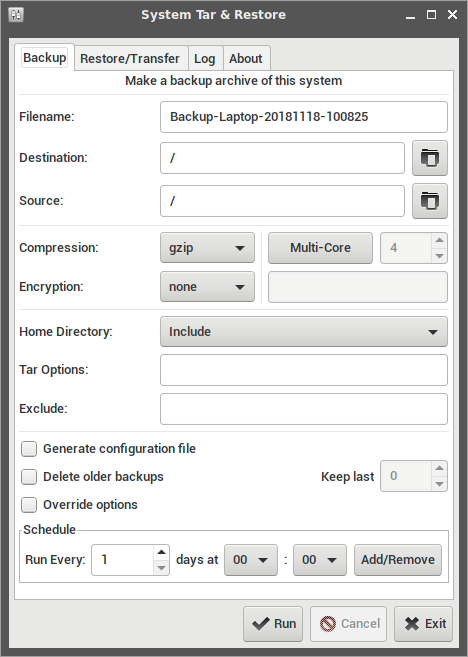 System Tar & Restore
Backup Restore/Transfer Log About
Make a backup archive of this system
Filename: Backup-Laptop-20181118-100825
Destination: /
Source: /
Compression: gzip Multi-Core 4
Encryption: none
Home Directory: Include
Tar Options:
Exclude:
Generate configuration file
Delete older backups Keep last 0
Override options
Schedule
Run Every: 1 days at 00 : 00 Add/Remove
Run Cancel Exit